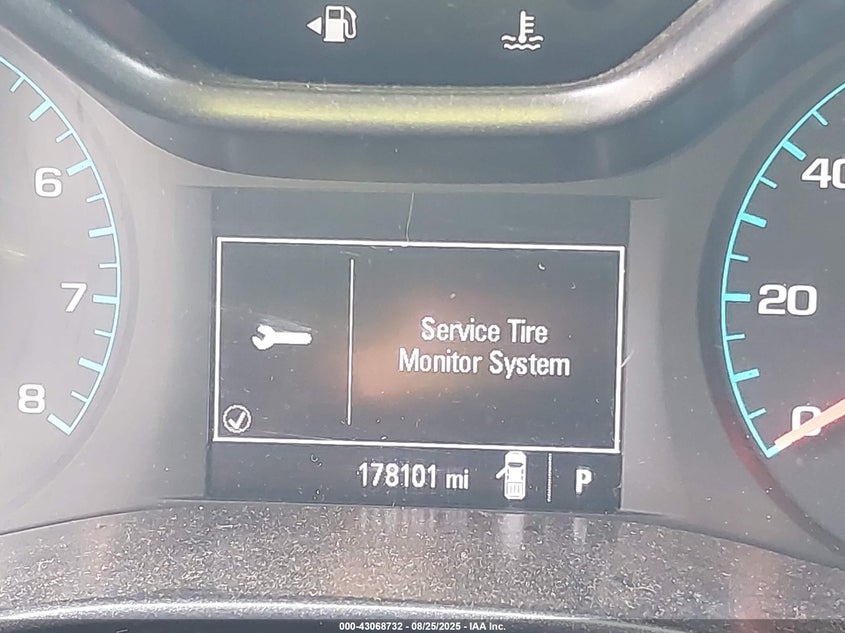 6
40
7
20
8
0
Service Tire
Monitor System
178101 mi
P
000-43068732 - 08/25/2025 - IAA Inc.